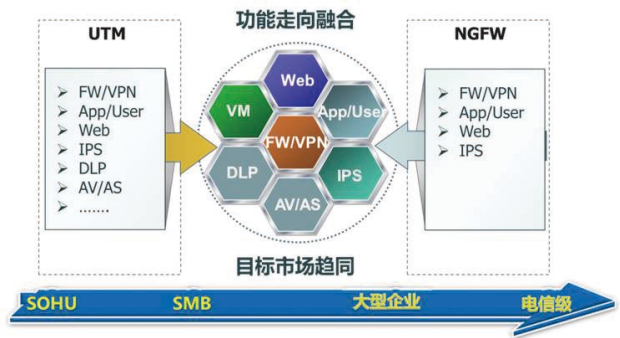 功能走向融合
UTM
FW/VPN
App/User
Web
IPS
DLP
AV/AS
.......
Web
VM
App/User
FW/VPN
DLP
IPS
AV/AS
NGFW
FW/VPN
App/User
Web
IPS
目标市场趋同
SOHU
SMB
大型企业
电信级